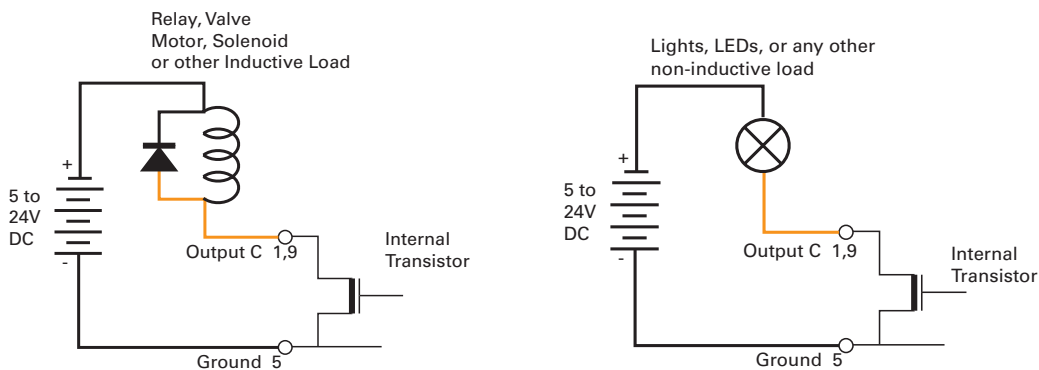 Relay, Valve
Motor, Solenoid
or other Inductive Load
+
5 to
24V
DC
-
Output C 1,9
Internal
Transistor
Ground 5
Lights, LEDs, or any other
non-inductive load
+
5 to
24V
DC
-
Output C 1,9
Internal
Transistor
Ground 5